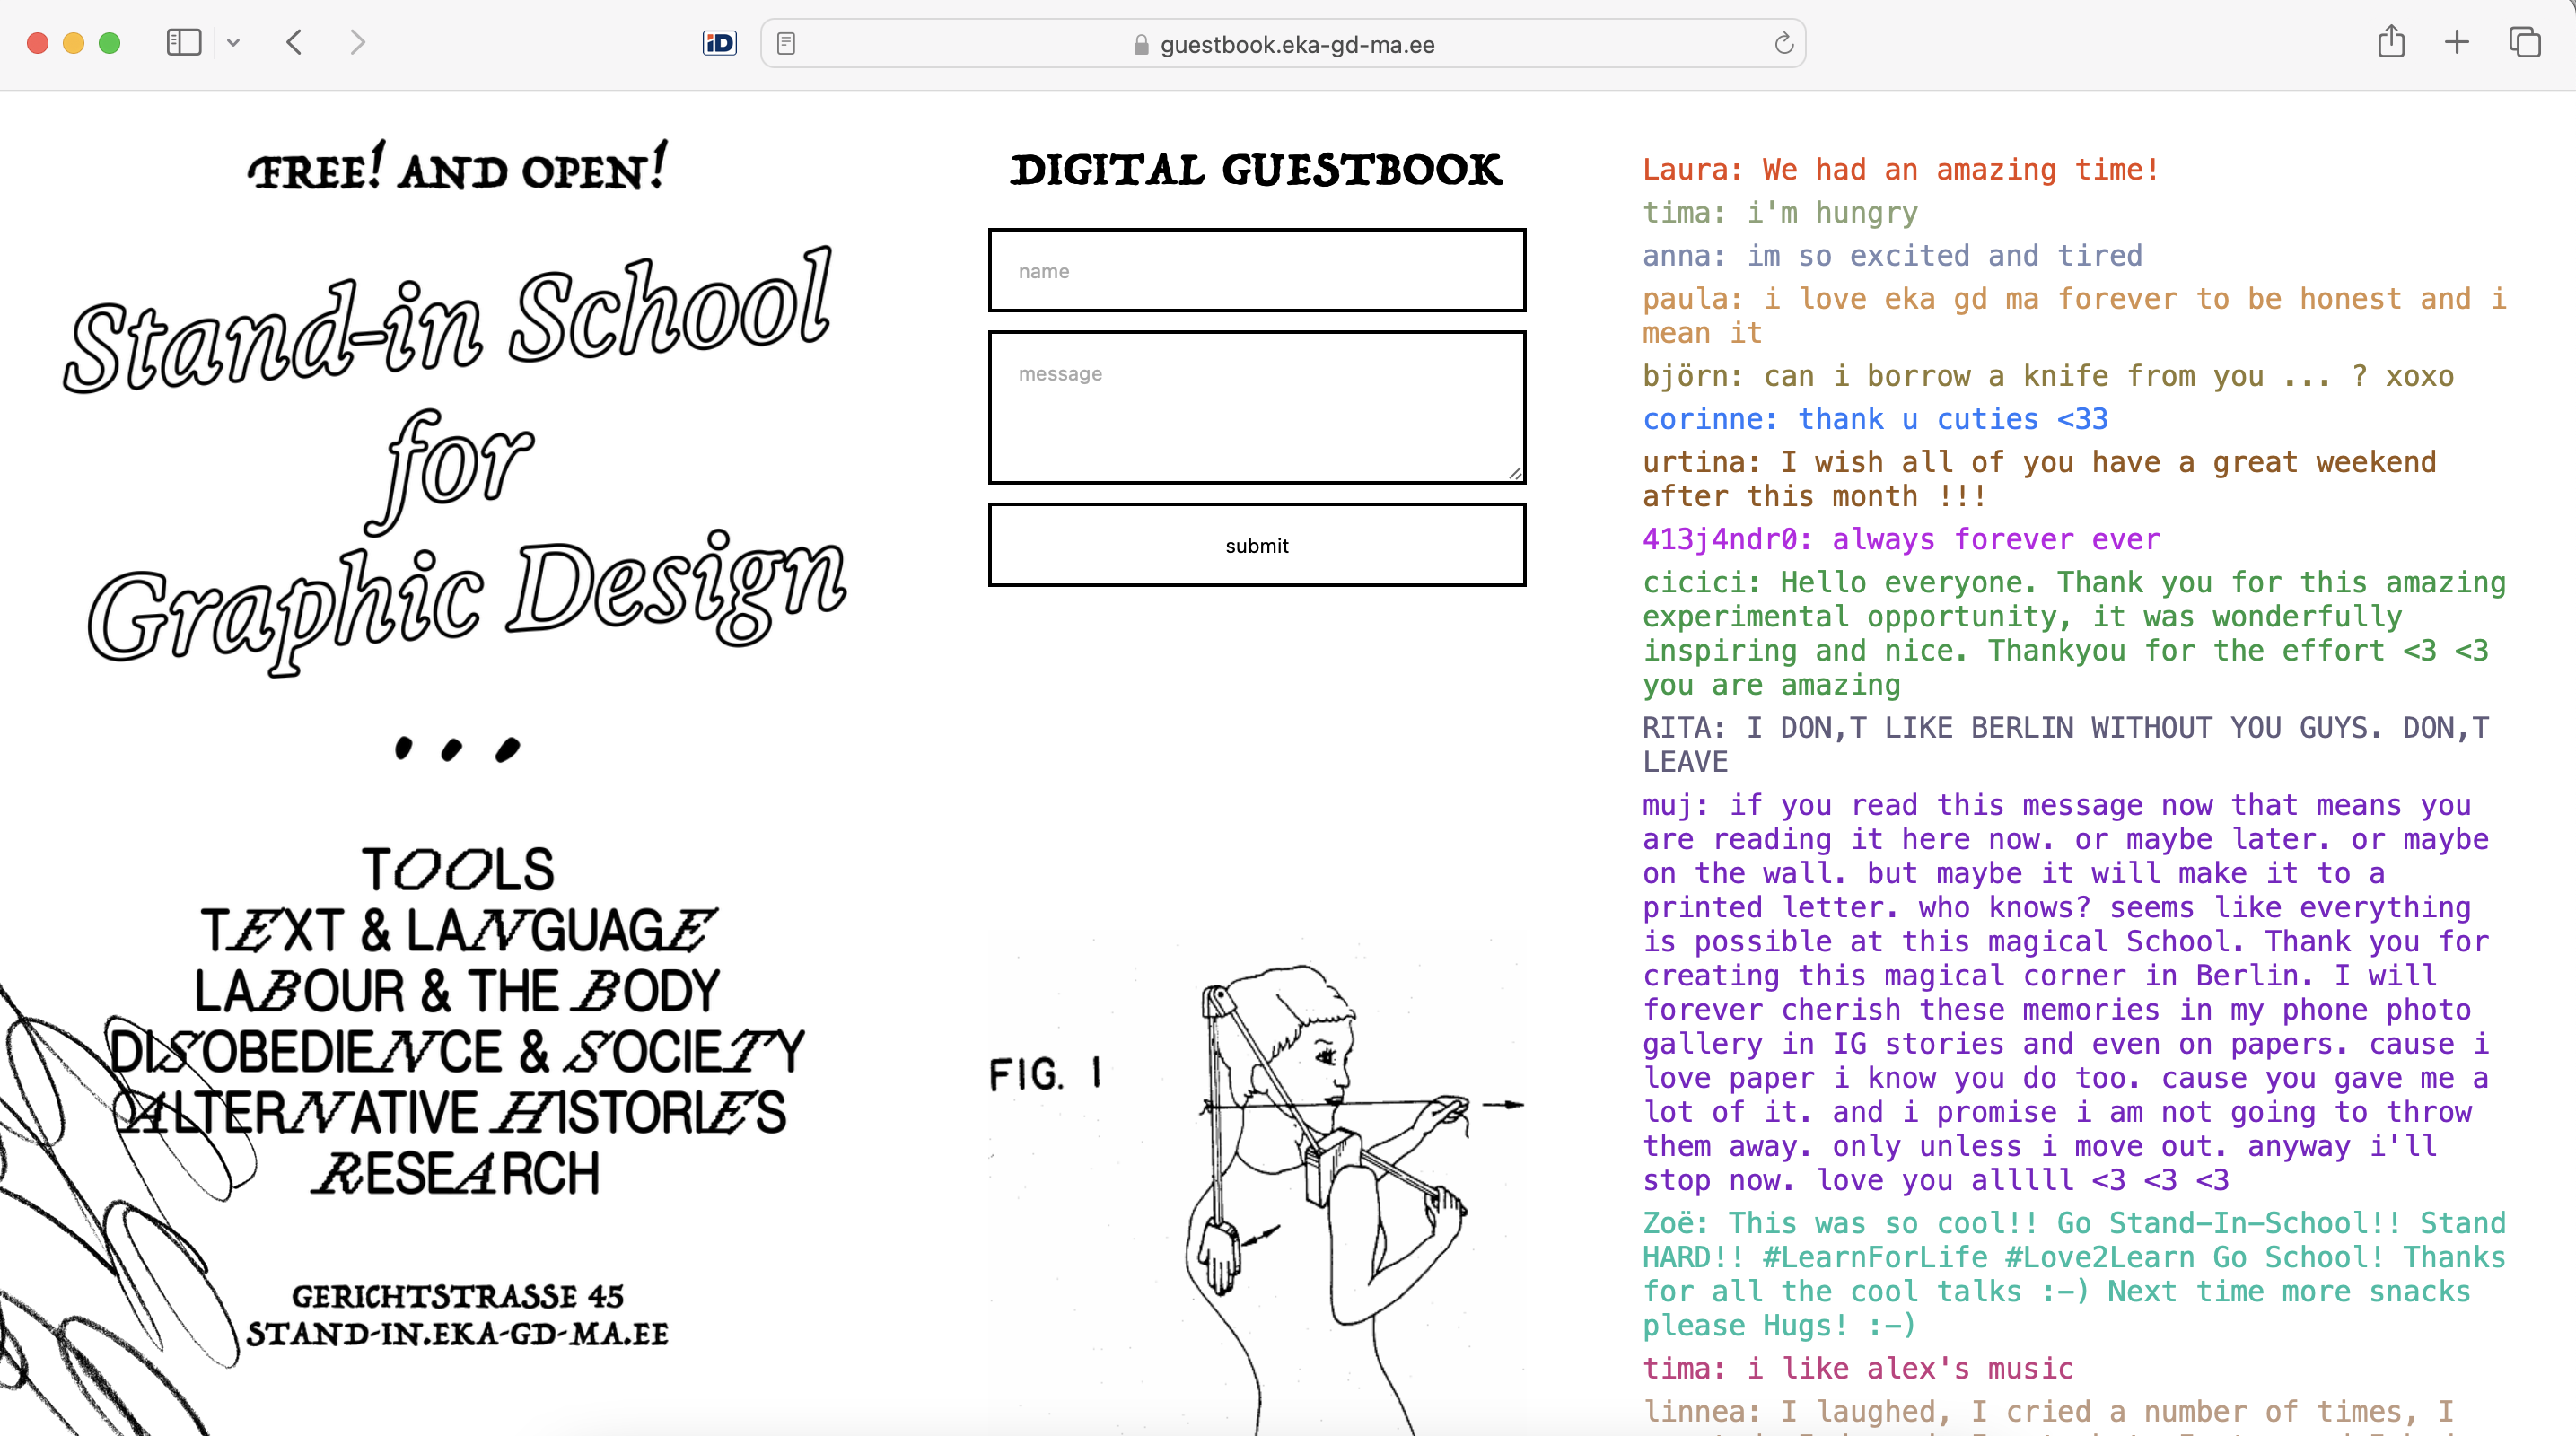 iD
guestbook.eka-gd-ma.ee
FREE! AND OPEN!
Stand-in School
for
Graphic Design
...
TOOLS
TEXT & LANGUAGE
LABOUR & THE BODY
DISOBEDIENCE & SOCIETY
ALTERNATIVE HISTORIES
RESEARCH
GERICHTSTRASSE 45
STAND-IN.EKA-GD-MA.EE
DIGITAL GUESTBOOK
name
message
submit
FIG. 1
Laura: We had an amazing time!
tima: i'm hungry
anna: im so excited and tired
paula: i love eka gd ma forever to be honest and i
mean it
björn: can i borrow a knife from you ... ? xoxo
corinne: thank u cuties <33
urtina: I wish all of you have a great weekend
after this month !!!
413j4ndr0: always forever ever
cicici: Hello everyone. Thank you for this amazing
experimental opportunity, it was wonderfully
inspiring and nice. Thankyou for the effort <3 <3
you are amazing
RITA: I DON,T LIKE BERLIN WITHOUT YOU GUYS. DON,T
LEAVE
muj: if you read this message now that means you
are reading it here now. or maybe later. or maybe
on the wall. but maybe it will make it to a
printed letter. who knows? seems like everything
is possible at this magical School. Thank you for
creating this magical corner in Berlin. I will
forever cherish these memories in my phone photo
gallery in IG stories and even on papers. cause i
love paper i know you do too. cause you gave me a
lot of it. and i promise i am not going to throw
them away. only unless i move out. anyway i'll
stop now. love you alllll <3 <3 <3
Zoë: This was so cool!! Go Stand-In-School!! Stand
HARD!! #LearnForLife #Love2Learn Go School! Thanks
for all the cool talks :-) Next time more snacks
please Hugs! :-)
tima: i like alex's music
linnea: I laughed, I cried a number of times, I